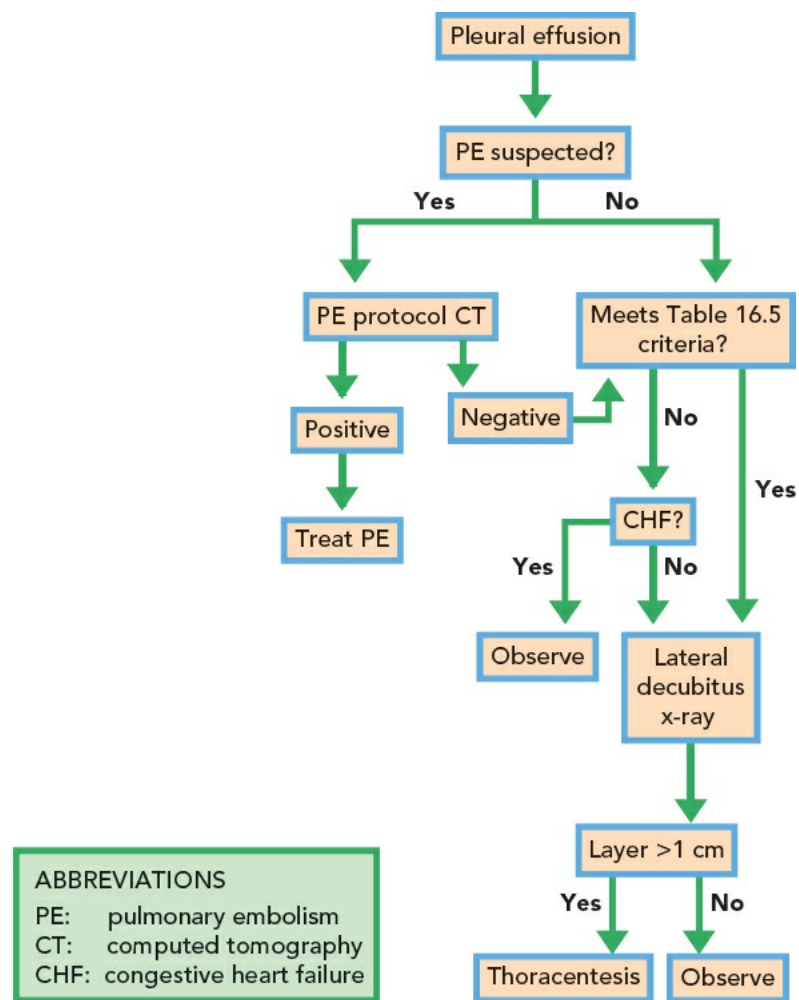 Pleural effusion
PE suspected?
Yes
No
PE protocol CT
Meets Table 16.5
criteria?
Positive
Negative
No
Yes
Treat PE
CHF?
Yes
No
Observe
Lateral
decubitus
x-ray
Layer >1 cm
Yes
No
Thoracentesis
Observe
ABBREVIATIONS
PE: pulmonary embolism
CT: computed tomography
CHF: congestive heart failure